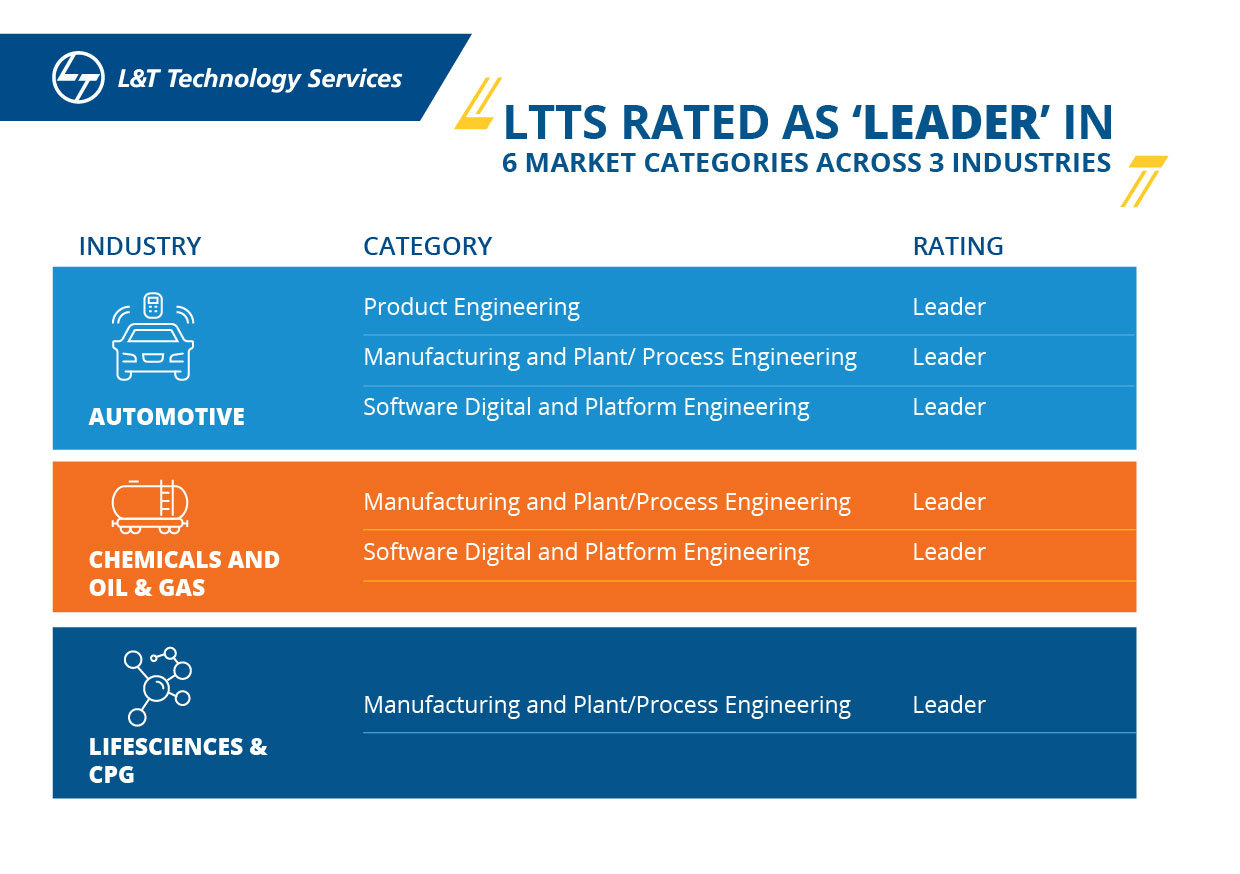 L&T Technology Services
LTTS RATED AS ‘LEADER’ IN
6 MARKET CATEGORIES ACROSS 3 INDUSTRIES
INDUSTRY CATEGORY RATING
AUTOMOTIVE
Product Engineering Leader
Manufacturing and Plant/ Process Engineering Leader
Software Digital and Platform Engineering Leader
CHEMICALS AND
OIL & GAS
Manufacturing and Plant/Process Engineering Leader
Software Digital and Platform Engineering Leader
LIFESCIENCES &
CPG
Manufacturing and Plant/Process Engineering Leader